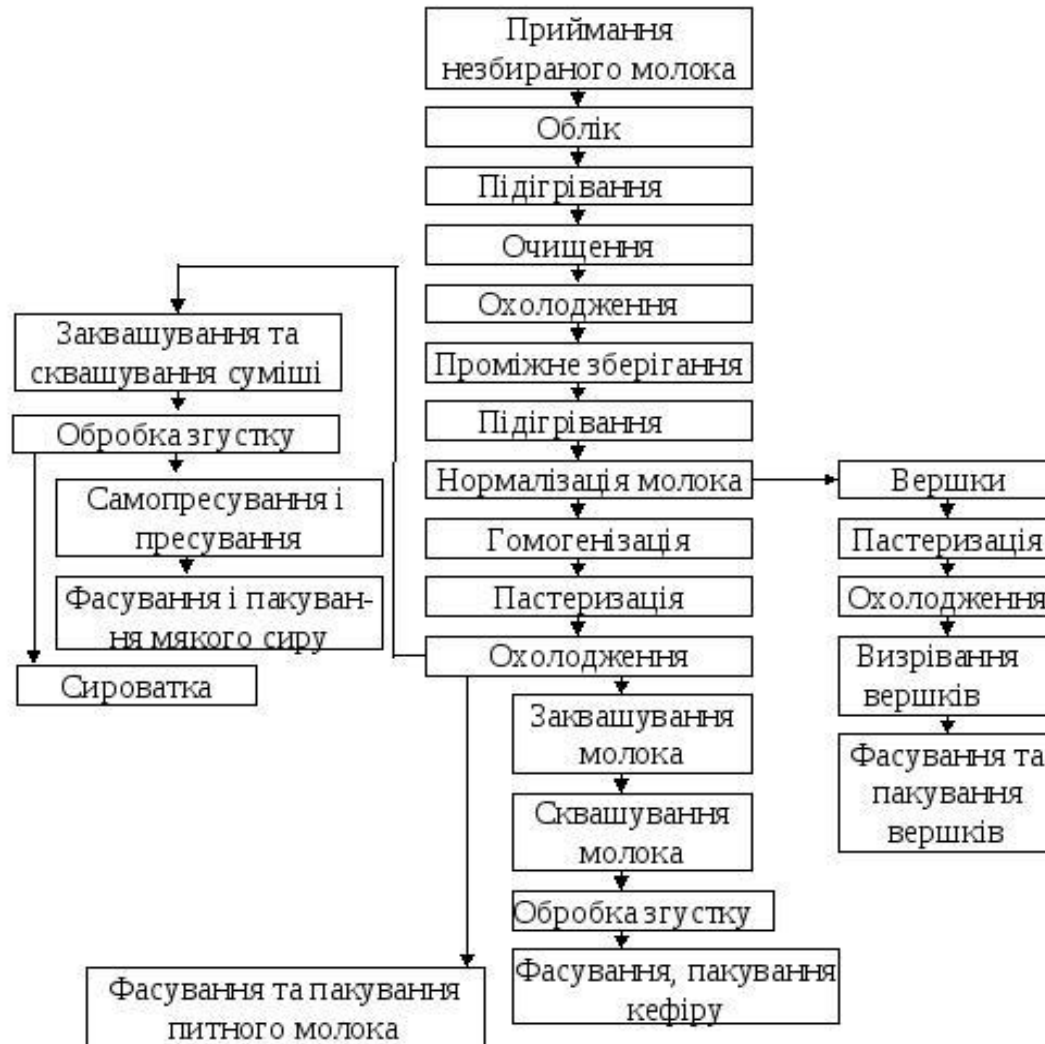 Приймання
незбираного молока
Облік
Підігрівання
Очищення
Охолодження
Проміжне зберігання
Підігрівання
Нормалізація молока
Гомогенізація
Пастеризація
Охолодження
Заквашування та
сквашування суміші
Обробка згустку
Самопресування і
пресування
Фасування і пакуван-
ня мякого сиру
Сироватка
Вершки
Пастеризація
Охолодження
Визрівання
вершків
Фасування та
пакування
вершків
Заквашування
молока
Сквашування
молока
Обробка згустку
Фасування, пакування
кефіру
Фасування та пакування
питного молока